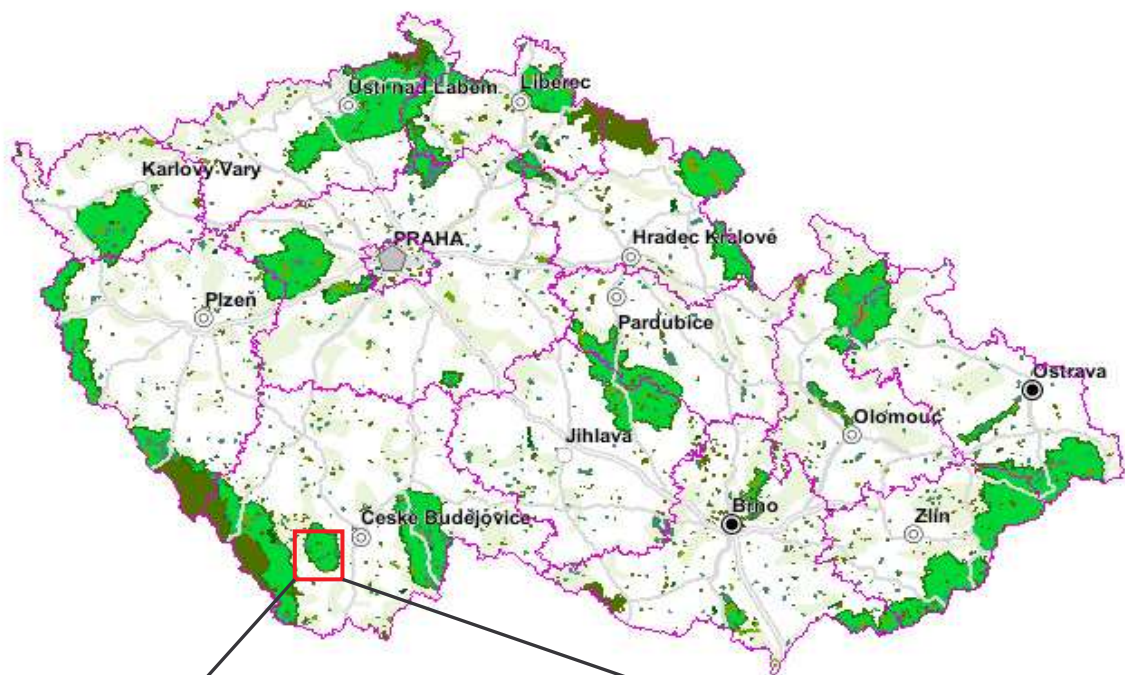 Ústí nad Labem
Liberec
Karlovy Vary
PRAHA
Hradec Králové
Plzeň
Pardubice
Ostrava
Olomouc
Jihlava
Brno
České Budějovice
Zlín